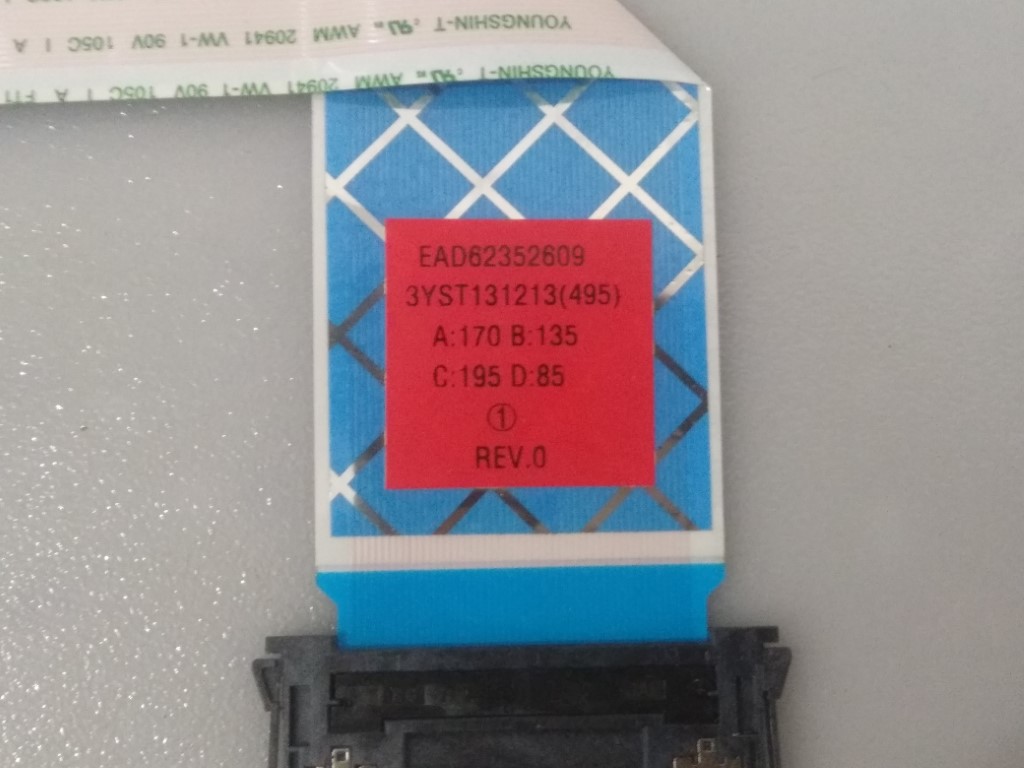 YOUNGSHIN-T AWM 20941 VW-1 90V 105C I A
YOUNGSHIN-T AWM 20941 VW-1 90V 105C I A FT1
EAD62352609
3YST131213(495)
A:170 B:135
C:195 D:85
①
REV.0